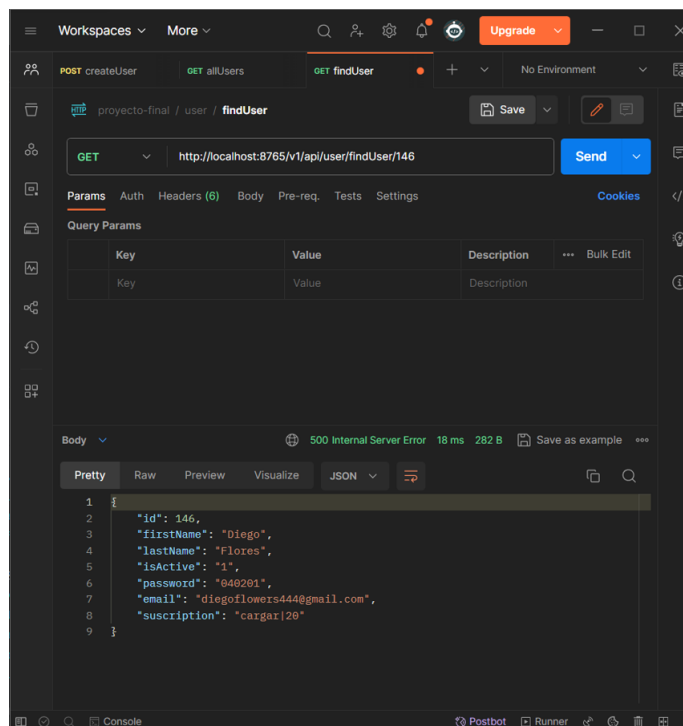 Workspaces More Upgrade
POST createUser GET allUsers GET findUser No Environment
HTTP proyecto-final / user / findUser Save
GET http://localhost:8765/v1/api/user/findUser/146 Send
Params Auth Headers (6) Body Pre-req. Tests Settings Cookies
Query Params
Key Value Description Bulk Edit
Key Value Description
Body 500 Internal Server Error 18 ms 282 B Save as example
Pretty Raw Preview Visualize JSON
1 {
2 "id": 146,
3 "firstName": "Diego",
4 "lastName": "Flores",
5 "isActive": "1",
6 "password": "040201",
7 "email": "diegoflowers444@gmail.com",
8 "suscription": "cargar|20"
9 }
Console Postbot Runner